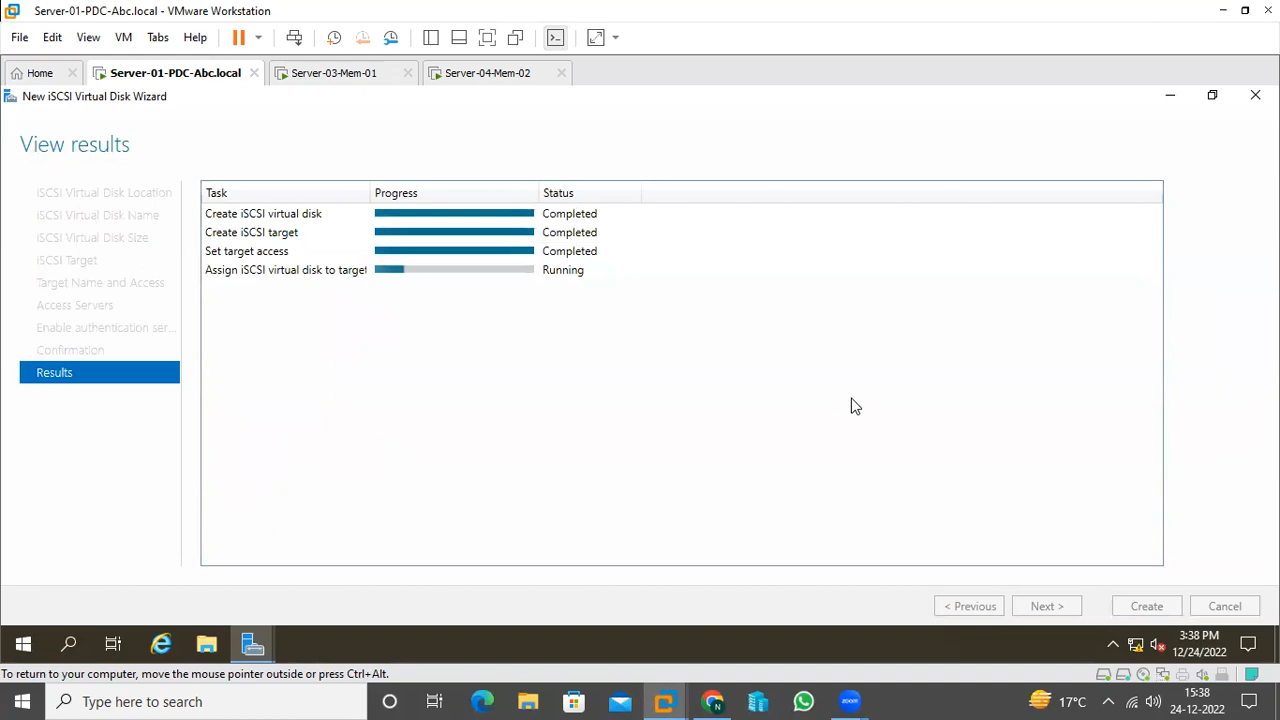 Server-01-PDC-Abc.local - VMware Workstation
File Edit View VM Tabs Help
Home Server-01-PDC-Abc.local Server-03-Mem-01 Server-04-Mem-02
New iSCSI Virtual Disk Wizard
View results
iSCSI Virtual Disk Location
iSCSI Virtual Disk Name
iSCSI Virtual Disk Size
iSCSI Target
Target Name and Access
Access Servers
Enable authentication ser...
Confirmation
Results
Task Progress Status
Create iSCSI virtual disk Completed
Create iSCSI target Completed
Set target access Completed
Assign iSCSI virtual disk to target Running
< Previous Next > Create Cancel
3:38 PM
12/24/2022
To return to your computer, move the mouse pointer outside or press Ctrl+Alt.
Type here to search
17°C
15:38
24-12-2022